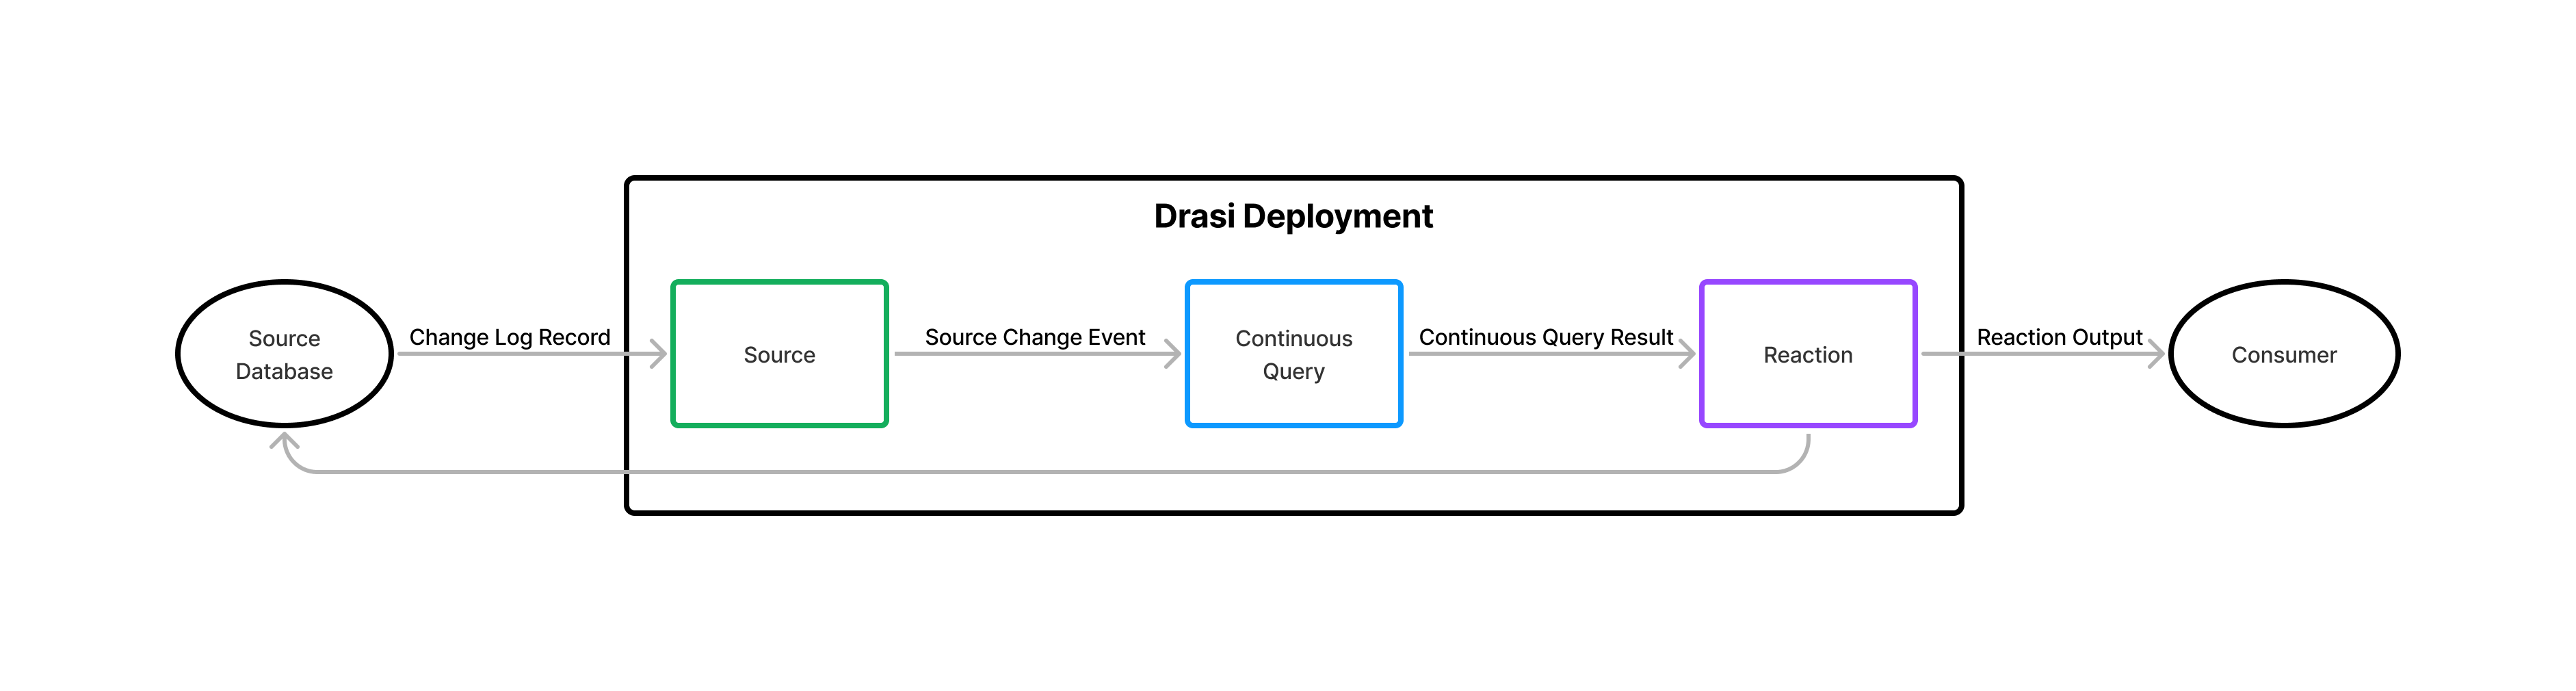 Drasi Deployment
Source
Database
Change Log Record
Source
Source Change Event
Continuous
Query
Continuous Query Result
Reaction
Reaction Output
Consumer